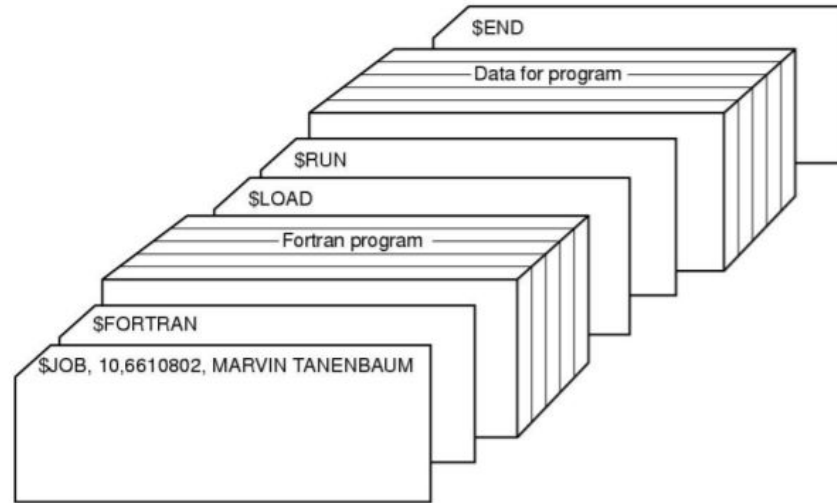 $END
Data for program
$RUN
$LOAD
Fortran program
$FORTRAN
$JOB, 10,6610802, MARVIN TANENBAUM